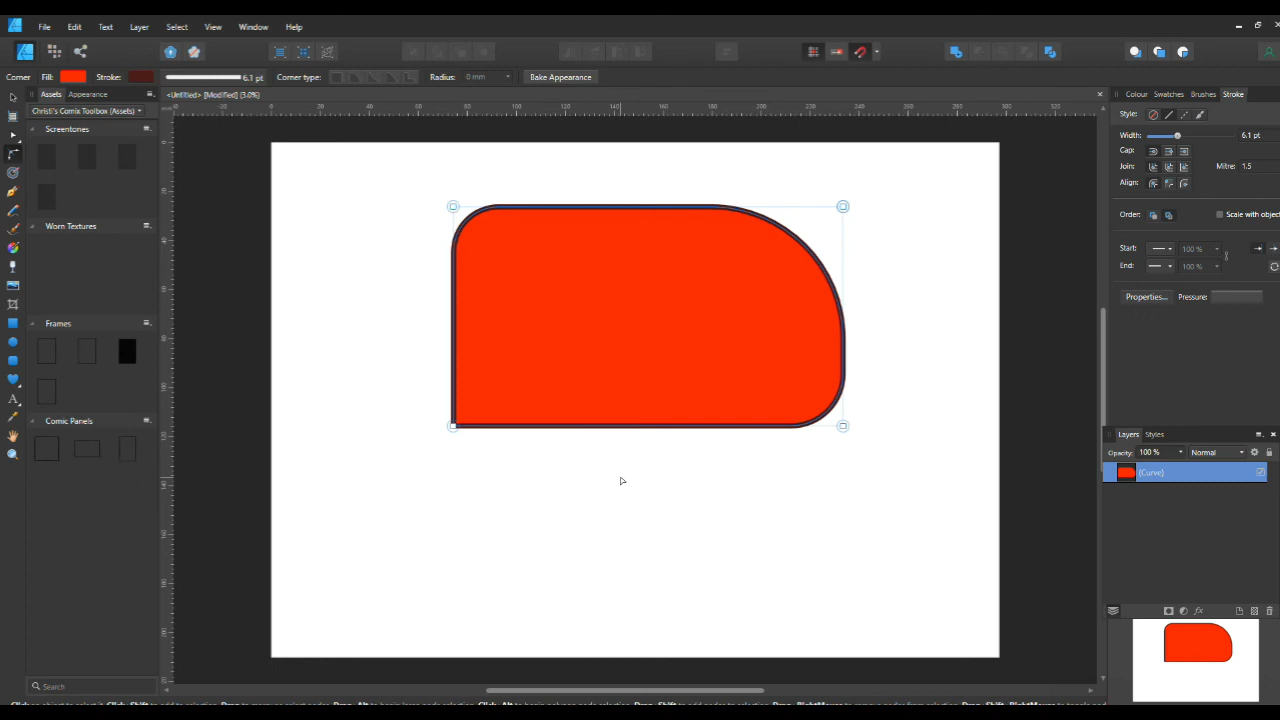 File Edit Text Layer Select View Window Help
Corner Fill: Stroke: 6.1 pt Corner type: Radius: 0 mm Bake Appearance
Assets Appearance
<Untitled> [Modified] (3.0%)
Colour Swatches Brushes Stroke
Christi's Comix Toolbox (Assets)
Style:
Screentones
Width: 6.1 pt
Cap:
Join: Mitre: 1.5
Align:
Order: Scale with object
Worn Textures
Start: 100 %
End: 100 %
Properties... Pressure:
Frames
Comic Panels
Layers Styles
Opacity: 100 % Normal
(Curve)
Search